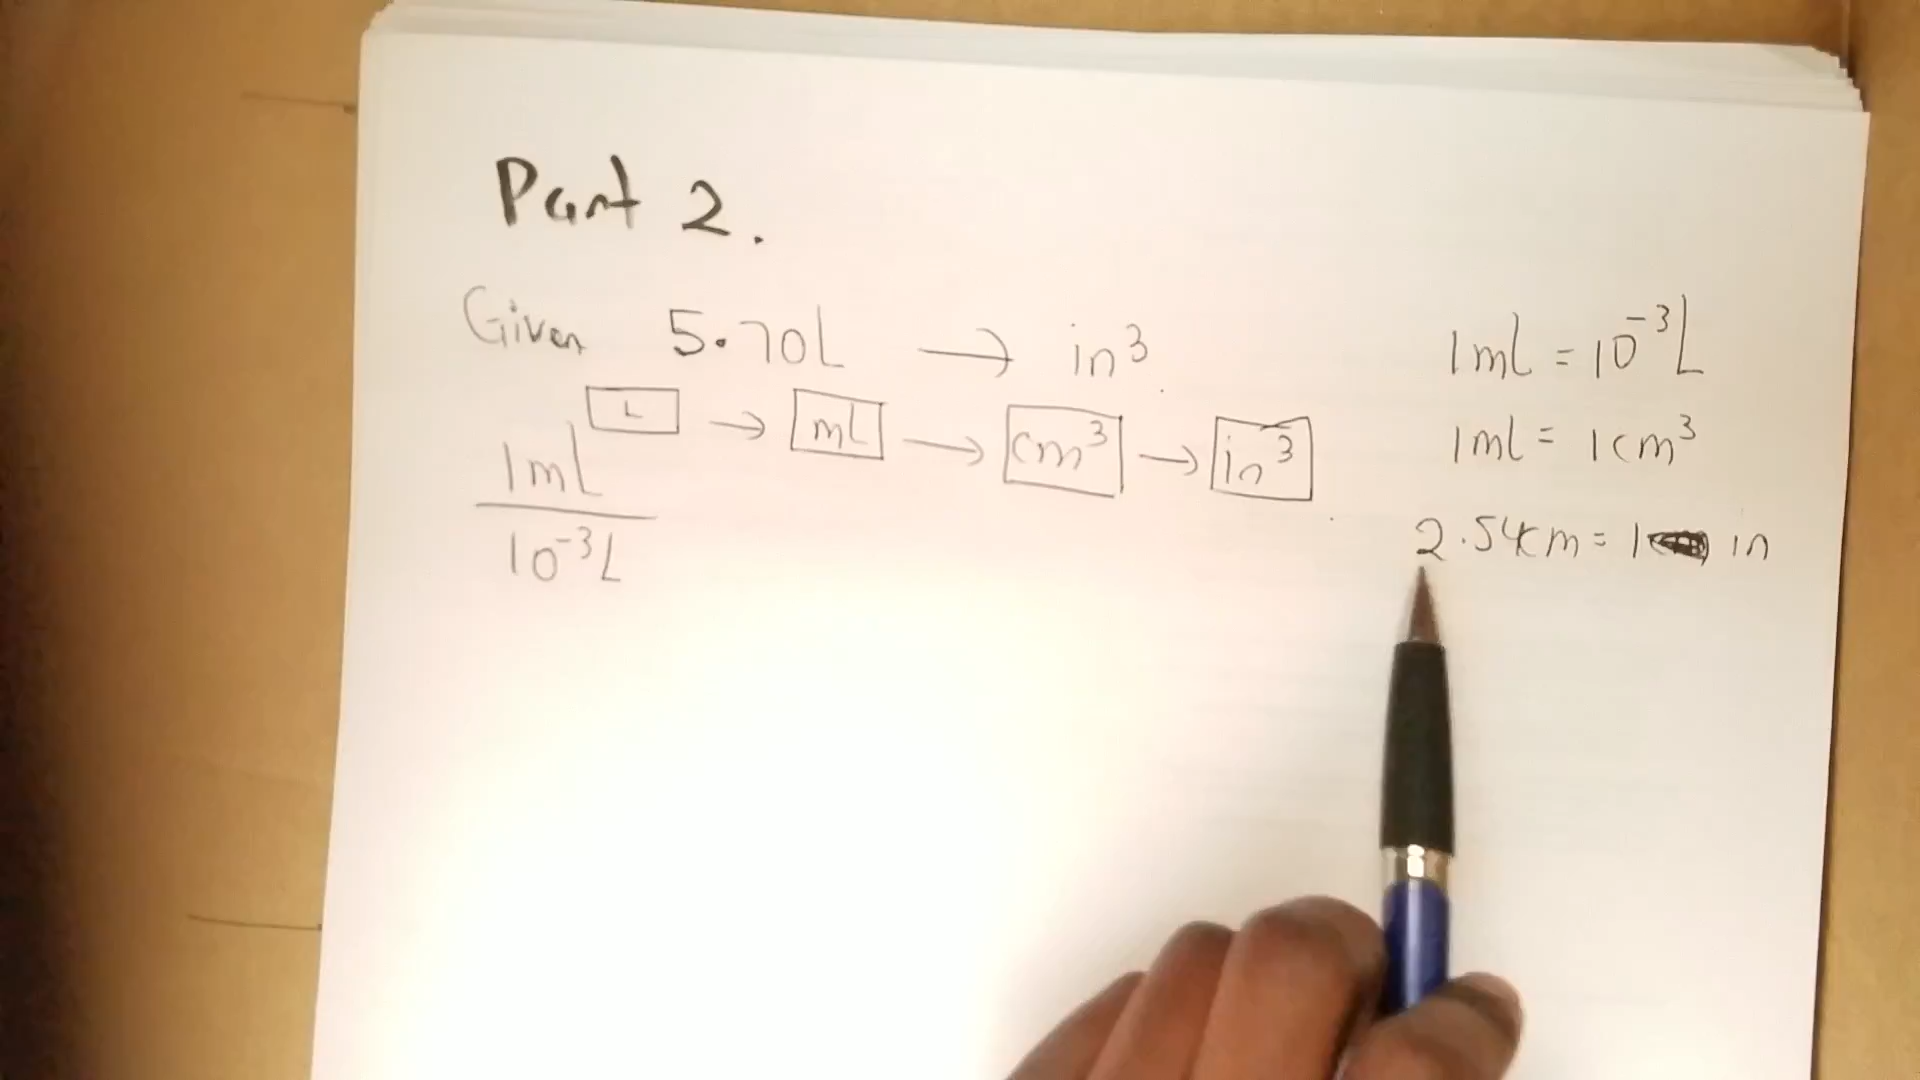 Part 2.
Given 5.70L → in³
L → mL → cm³ → in³
1mL
10⁻³L
1mL = 10⁻³L
1mL = 1cm³
2.54cm = 1 in